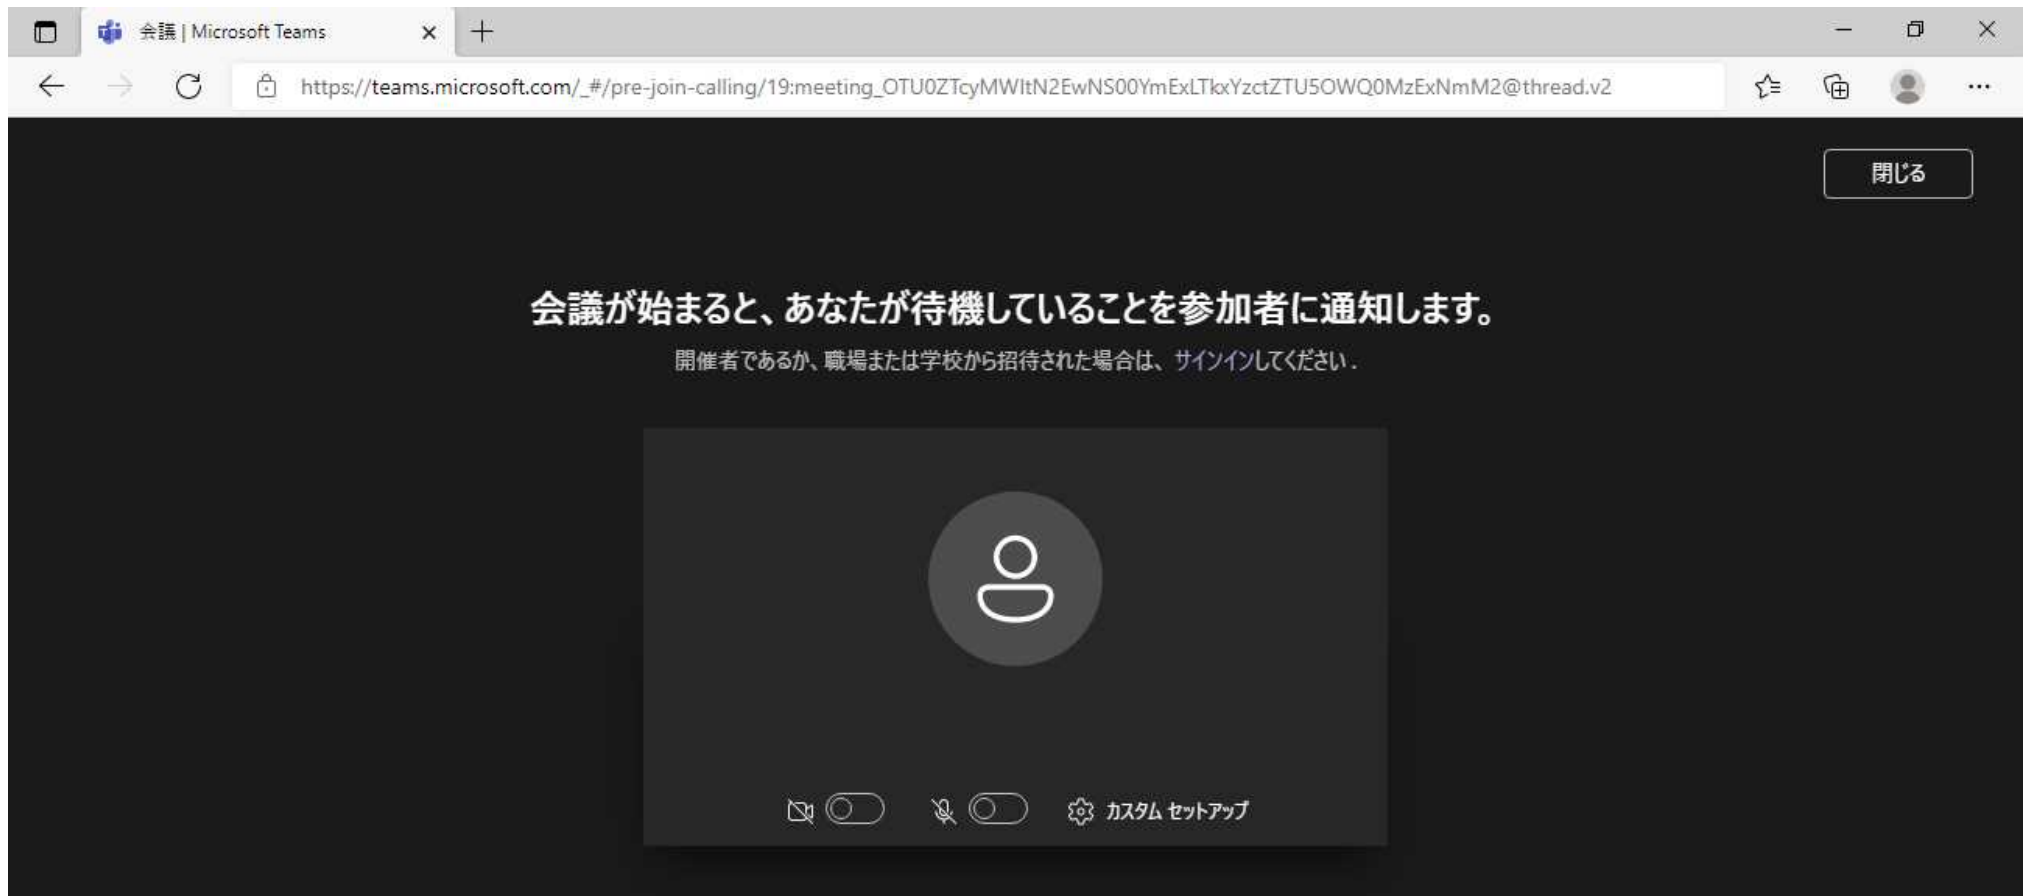 会議 | Microsoft Teams
https://teams.microsoft.com/_#/pre-join-calling/19:meeting_OTU0ZTcyMWItN2EwNS00YmExLTkxYzctZTU5OWQ0MzExNmM2@thread.v2
閉じる
会議が始まると、あなたが待機していることを参加者に通知します。
開催者であるか、職場または学校から招待された場合は、サインインしてください.
カスタム セットアップ